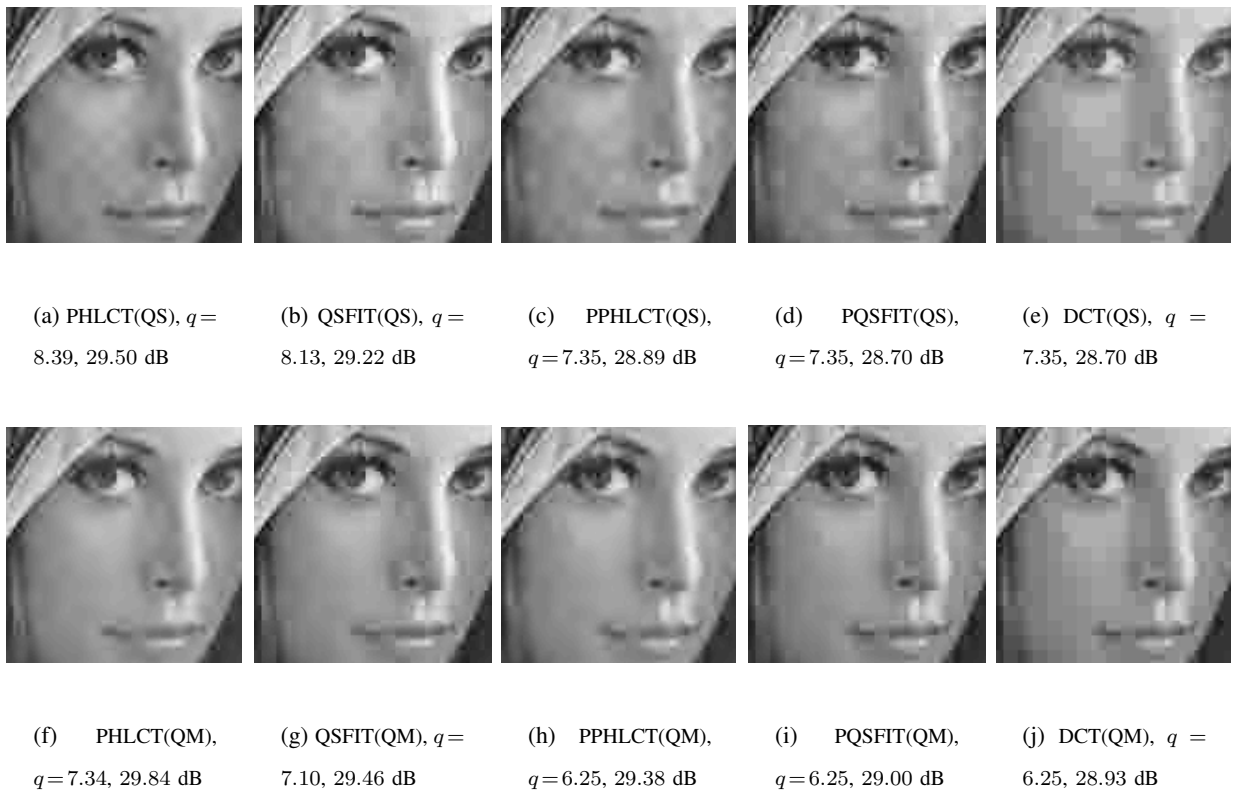 (a) PHLCT(QS), q =
8.39, 29.50 dB
(b) QSFIT(QS), q =
8.13, 29.22 dB
(c) PPHLCT(QS),
q = 7.35, 28.89 dB
(d) PQSFIT(QS),
q = 7.35, 28.70 dB
(e) DCT(QS), q =
7.35, 28.70 dB
(f) PHLCT(QM),
q = 7.34, 29.84 dB
(g) QSFIT(QM), q =
7.10, 29.46 dB
(h) PPHLCT(QM),
q = 6.25, 29.38 dB
(i) PQSFIT(QM),
q = 6.25, 29.00 dB
(j) DCT(QM), q =
6.25, 28.93 dB